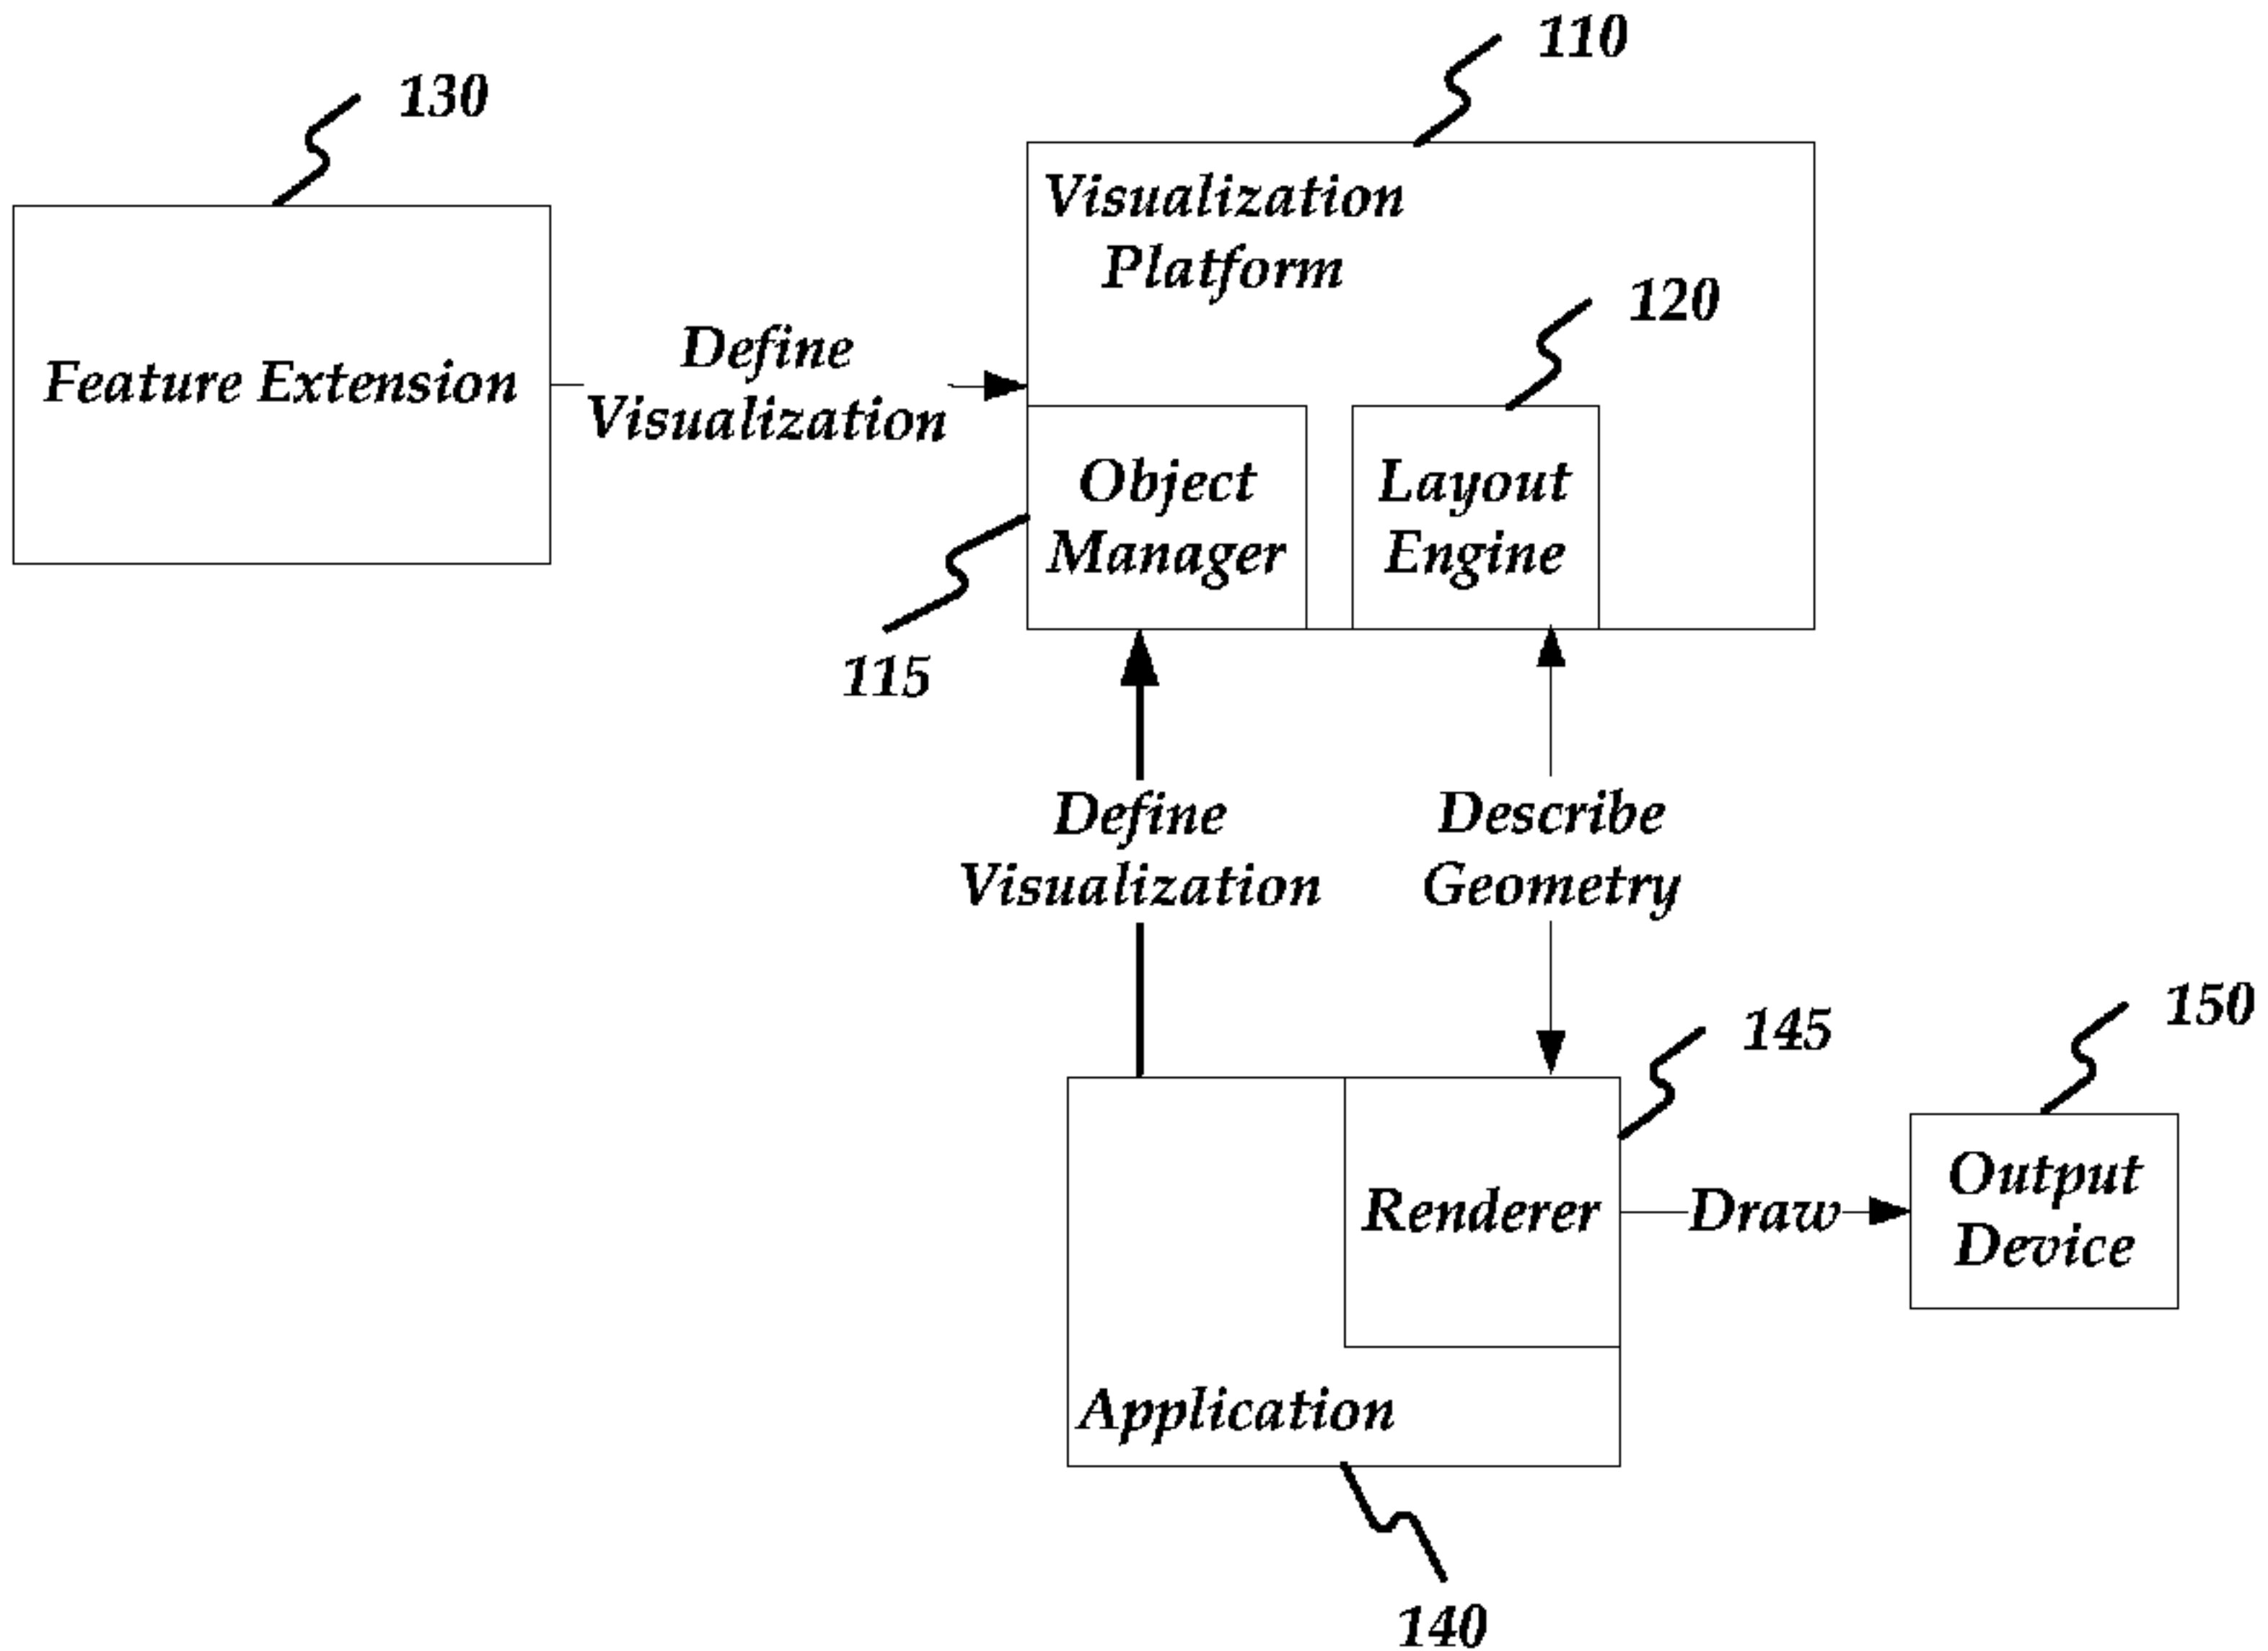 110
130
Visualization
Platform
120
Feature Extension
Define
Visualization
Object
Manager
Layout
Engine
115
Define
Visualization
Describe
Geometry
145
150
Renderer
Draw
Output
Device
Application
140